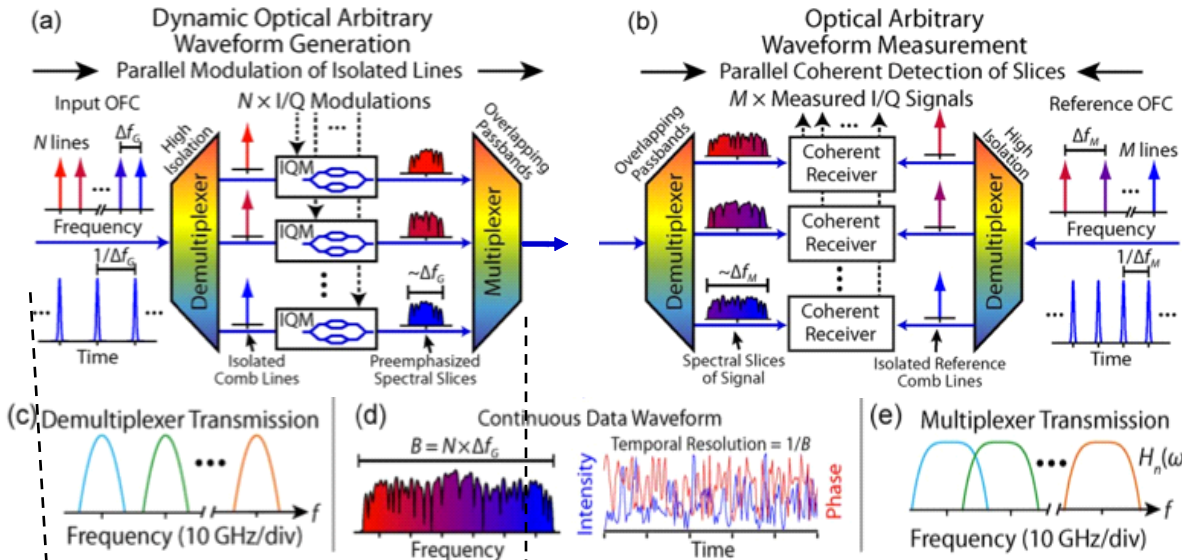 (a)
Dynamic Optical Arbitrary
Waveform Generation
Parallel Modulation of Isolated Lines
Input OFC
N lines
Δf_G
Frequency
1/Δf_G
Time
High
Isolation
Demultiplexer
N × I/Q Modulations
IQM
IQM
IQM
~Δf_G
Isolated
Comb Lines
Preemphasized
Spectral Slices
Overlapping
Passbands
Multiplexer
(b)
Optical Arbitrary
Waveform Measurement
Parallel Coherent Detection of Slices
M × Measured I/Q Signals
Overlapping
Passbands
Demultiplexer
~Δf_M
Spectral Slices
of Signal
Coherent
Receiver
Coherent
Receiver
Coherent
Receiver
Isolated Reference
Comb Lines
High
Isolation
Demultiplexer
Reference OFC
Δf_M
M lines
Frequency
1/Δf_M
Time
(c)
Demultiplexer Transmission
f
Frequency (10 GHz/div)
(d)
Continuous Data Waveform
B = N × Δf_G
Frequency
Temporal Resolution = 1/B
Intensity
Phase
Time
(e)
Multiplexer Transmission
H_n(ω
f
Frequency (10 GHz/div)